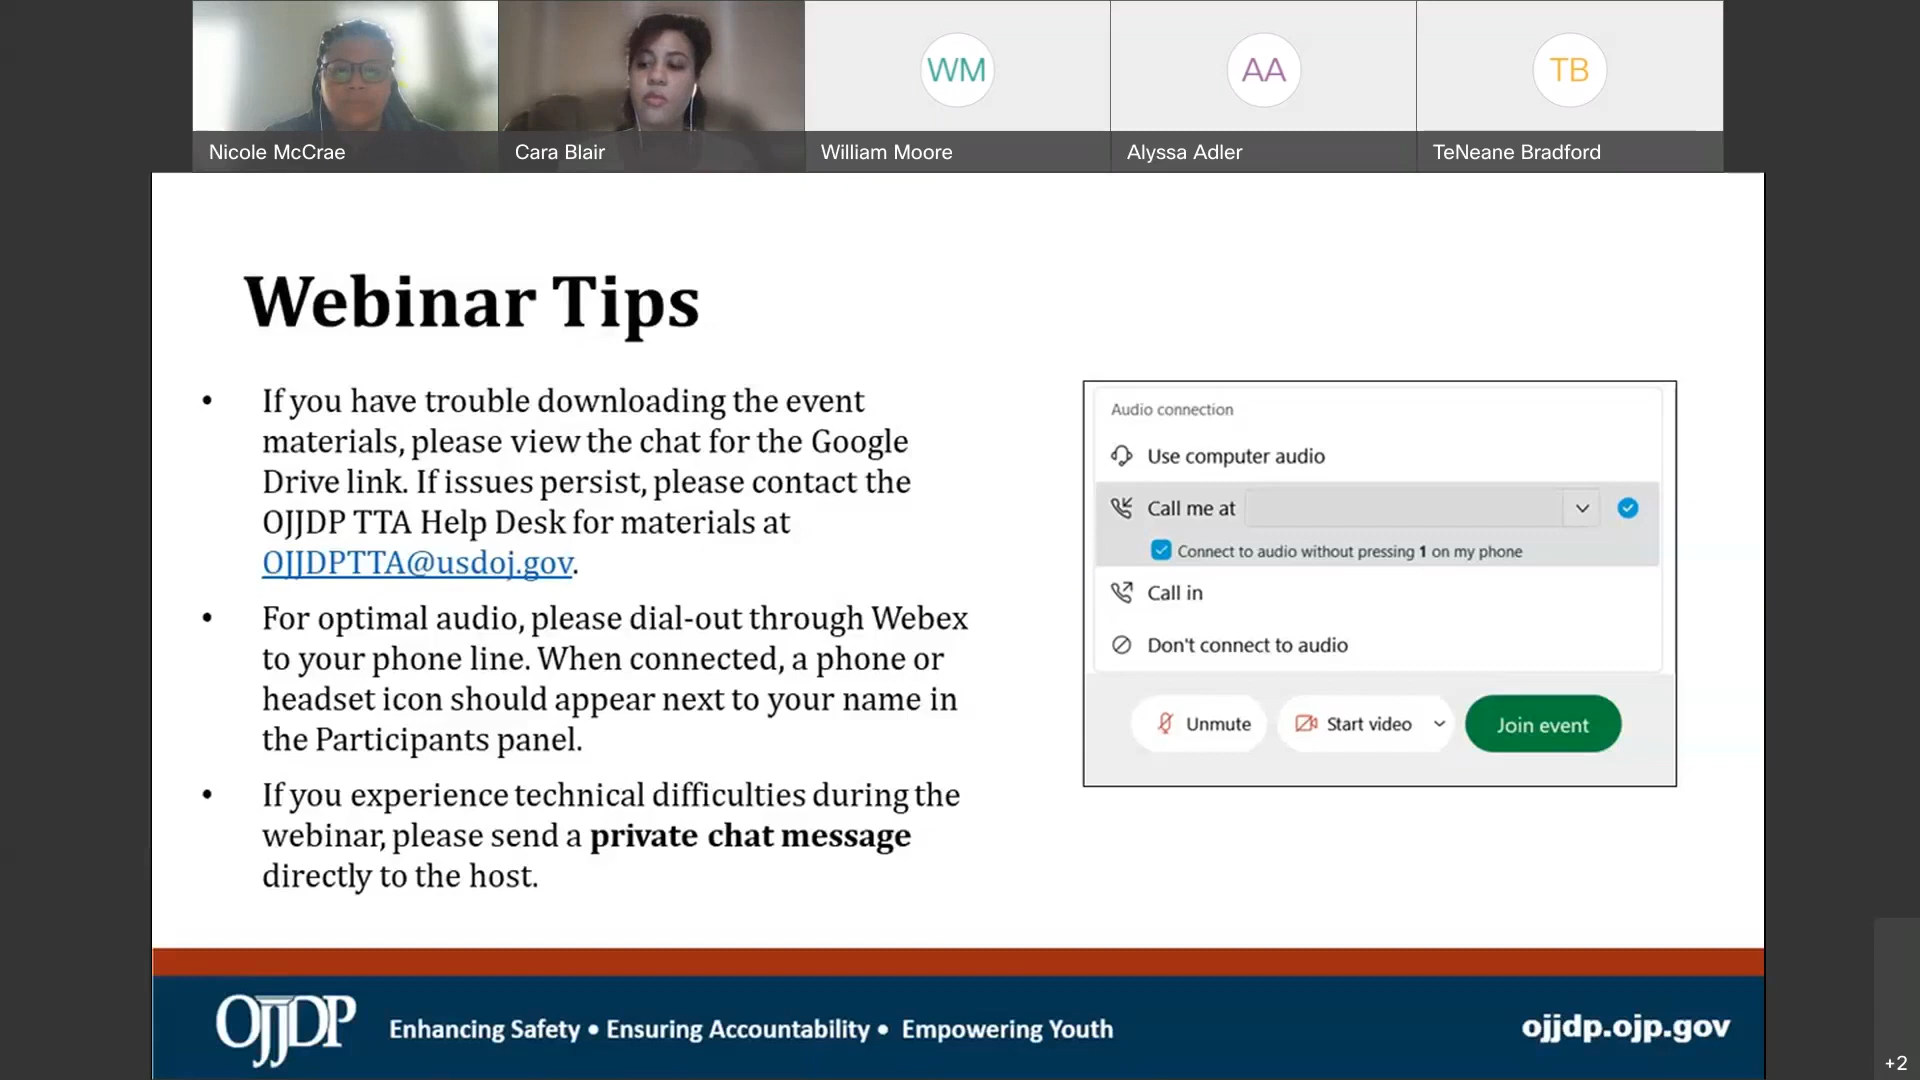 Nicole McCrae
Cara Blair
WM
William Moore
AA
Alyssa Adler
TB
TeNeane Bradford
Webinar Tips
• If you have trouble downloading the event
materials, please view the chat for the Google
Drive link. If issues persist, please contact the
OJJDP TTA Help Desk for materials at
OJJDPTTA@usdoj.gov.
• For optimal audio, please dial-out through Webex
to your phone line. When connected, a phone or
headset icon should appear next to your name in
the Participants panel.
• If you experience technical difficulties during the
webinar, please send a private chat message
directly to the host.
Audio connection
Use computer audio
Call me at
Connect to audio without pressing 1 on my phone
Call in
Don't connect to audio
Unmute
Start video
Join event
OJJDP
Enhancing Safety • Ensuring Accountability • Empowering Youth
ojjdp.ojp.gov
+2